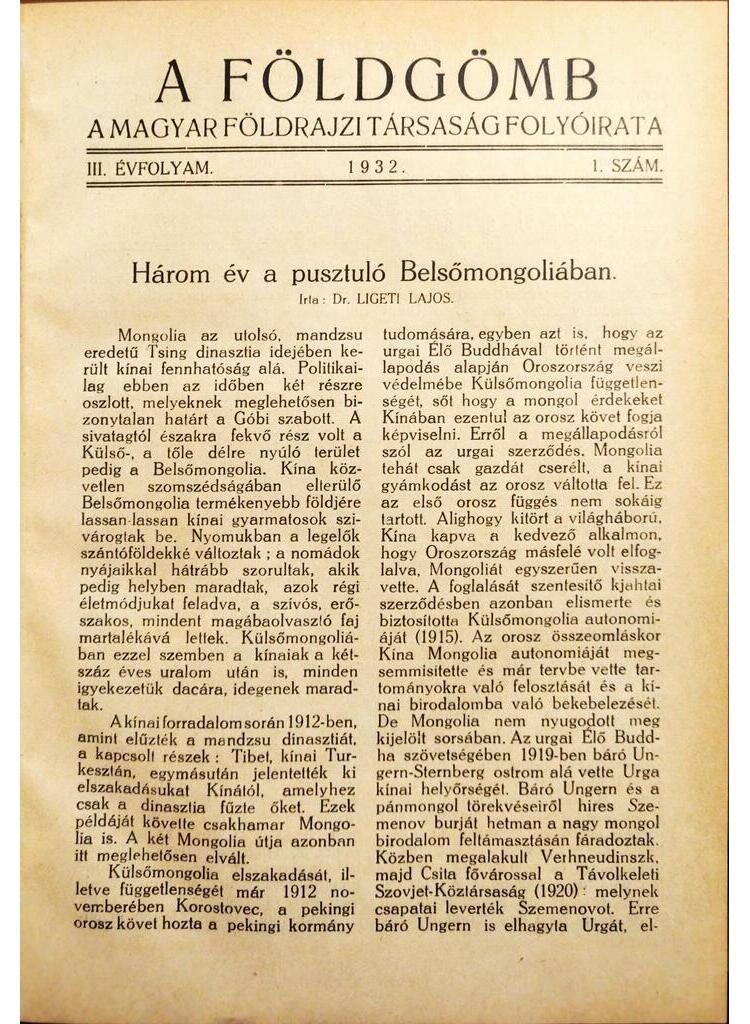 A FÖLDGÖMB
A MAGYAR FÖLDRAJZI TÁRSASÁG FOLYÓIRATA
III. ÉVFOLYAM. 1932. 1. SZÁM.
Három év a pusztuló Belsőmongoliában.
Irta : Dr. LIGETI LAJOS.
Mongolia az utolsó, mandzsu
eredetű Tsing dinasztia idejében ke-
rült kínai fennhatóság alá. Politikai-
lag ebben az időben két részre
oszlott, melyeknek meglehetősen bi-
zonytalan határt a Góbi szabott. A
sivatagtól északra fekvő rész volt a
Külső-, a tőle délre nyúló terület
pedig a Belsőmongolia. Kína köz-
vetlen szomszédságában elterülő
Belsőmongolia termékenyebb földjére
lassan-lassan kínai gyarmatosok szi-
várogtak be. Nyomukban a legelők
szántóföldekké változtak ; a nomádok
nyájaikkal hátrább szorultak, akik
pedig helyben maradtak, azok régi
életmódjukat feladva, a szívós, erő-
szakos, mindent magábaolvasztó faj
martalékává lettek. Külsőmongoliá-
ban ezzel szemben a kínaiak a két-
száz éves uralom után is, minden
igyekezetük dacára, idegenek marad-
tak.
A kínai forradalom során 1912-ben,
amint elűzték a mandzsu dinasztiát,
a kapcsolt részek : Tibet, kínai Tur-
kesztán, egymásután jelentették ki
elszakadásukat Kínától, amelyhez
csak a dinasztia fűzte őket. Ezek
példáját követte csakhamar Mongo-
lia is. A két Mongolia útja azonban
itt meglehetősen elvált.
Külsőmongolia elszakadását, il-
letve függetlenségét már 1912 no-
vemberében Korostovec, a pekingi
orosz követ hozta a pekingi kormány
tudomására, egyben azt is, hogy az
urgai Élő Buddhával történt megál-
lapodás alapján Oroszország veszi
védelmébe Külsőmongolia független-
ségét, sőt hogy a mongol érdekeket
Kínában ezentul az orosz követ fogja
képviselni. Erről a megállapodásról
szól az urgai szerződés. Mongolia
tehát csak gazdát cserélt, a kínai
gyámkodást az orosz váltotta fel. Ez
az első orosz függés nem sokáig
tartott. Alighogy kitört a világháború,
Kína kapva a kedvező alkalmon,
hogy Oroszország másfelé volt elfog-
lalva, Mongoliát egyszerűen vissza-
vette. A foglalását szentesítő kjahtai
szerződésben azonban elismerte és
biztosította Külsőmongolia autonomi-
áját (1915). Az orosz összeomláskor
Kína Mongolia autonomiáját meg-
semmisitette és már tervbe vette tar-
tományokra való felosztását és a kí-
nai birodalomba való bekebelezését.
De Mongolia nem nyugodott meg
kijelölt sorsában. Az urgai Élő Budd-
ha szövetségében 1919-ben báró Un-
gern-Sternberg ostrom alá vette Urga
kínai helyőrségét. Báró Ungern és a
pánmongol törekvéseiről hires Sze-
menov burját hetman a nagy mongol
birodalom feltámasztásán fáradoztak.
Közben megalakult Verhneudinszk,
majd Csita fővárossal a Távolkeleti
Szovjet-Köztársaság (1920) : melynek
csapatai leverték Szemenovot. Erre
báró Ungern is elhagyta Urgát, el-